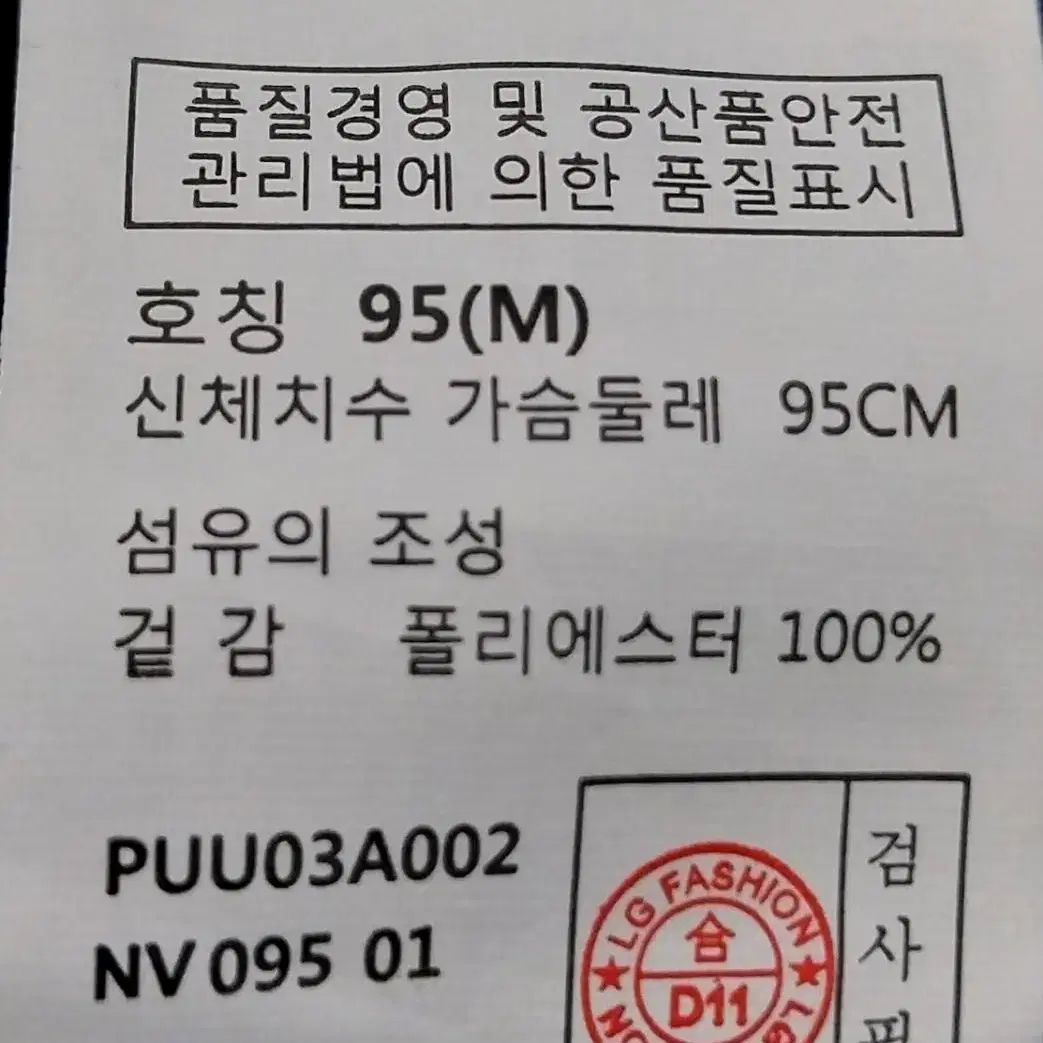 품질경영 및 공산품안전
관리법에 의한 품질표시
호칭 95(M)
신체치수 가슴둘레 95CM
섬유의 조성
겉 감 폴리에스터 100%
PUU03A002
NV 095 01
LG FASHION
合
D11
검
사